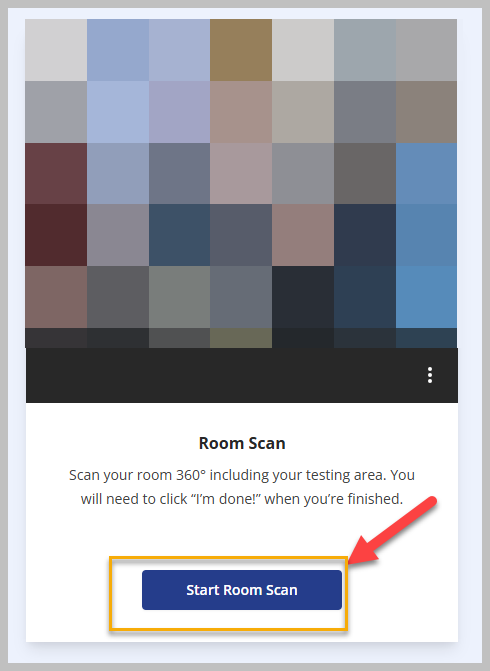 Room Scan
Scan your room 360° including your testing area. You
will need to click “I’m done!” when you’re finished.
Start Room Scan